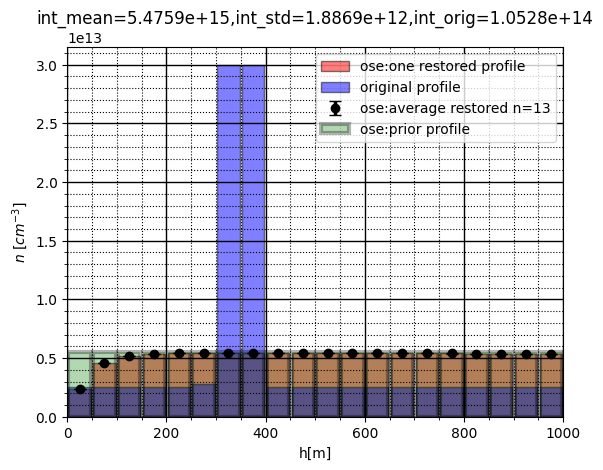 int_mean=5.4759e+15,int_std=1.8869e+12,int_orig=1.0528e+14
1e13
3.0
2.5
2.0
1.5
1.0
0.5
0.0
n [cm⁻³]
ose:one restored profile
original profile
ose:average restored n=13
ose:prior profile
0
200
400
600
800
1000
h[m]